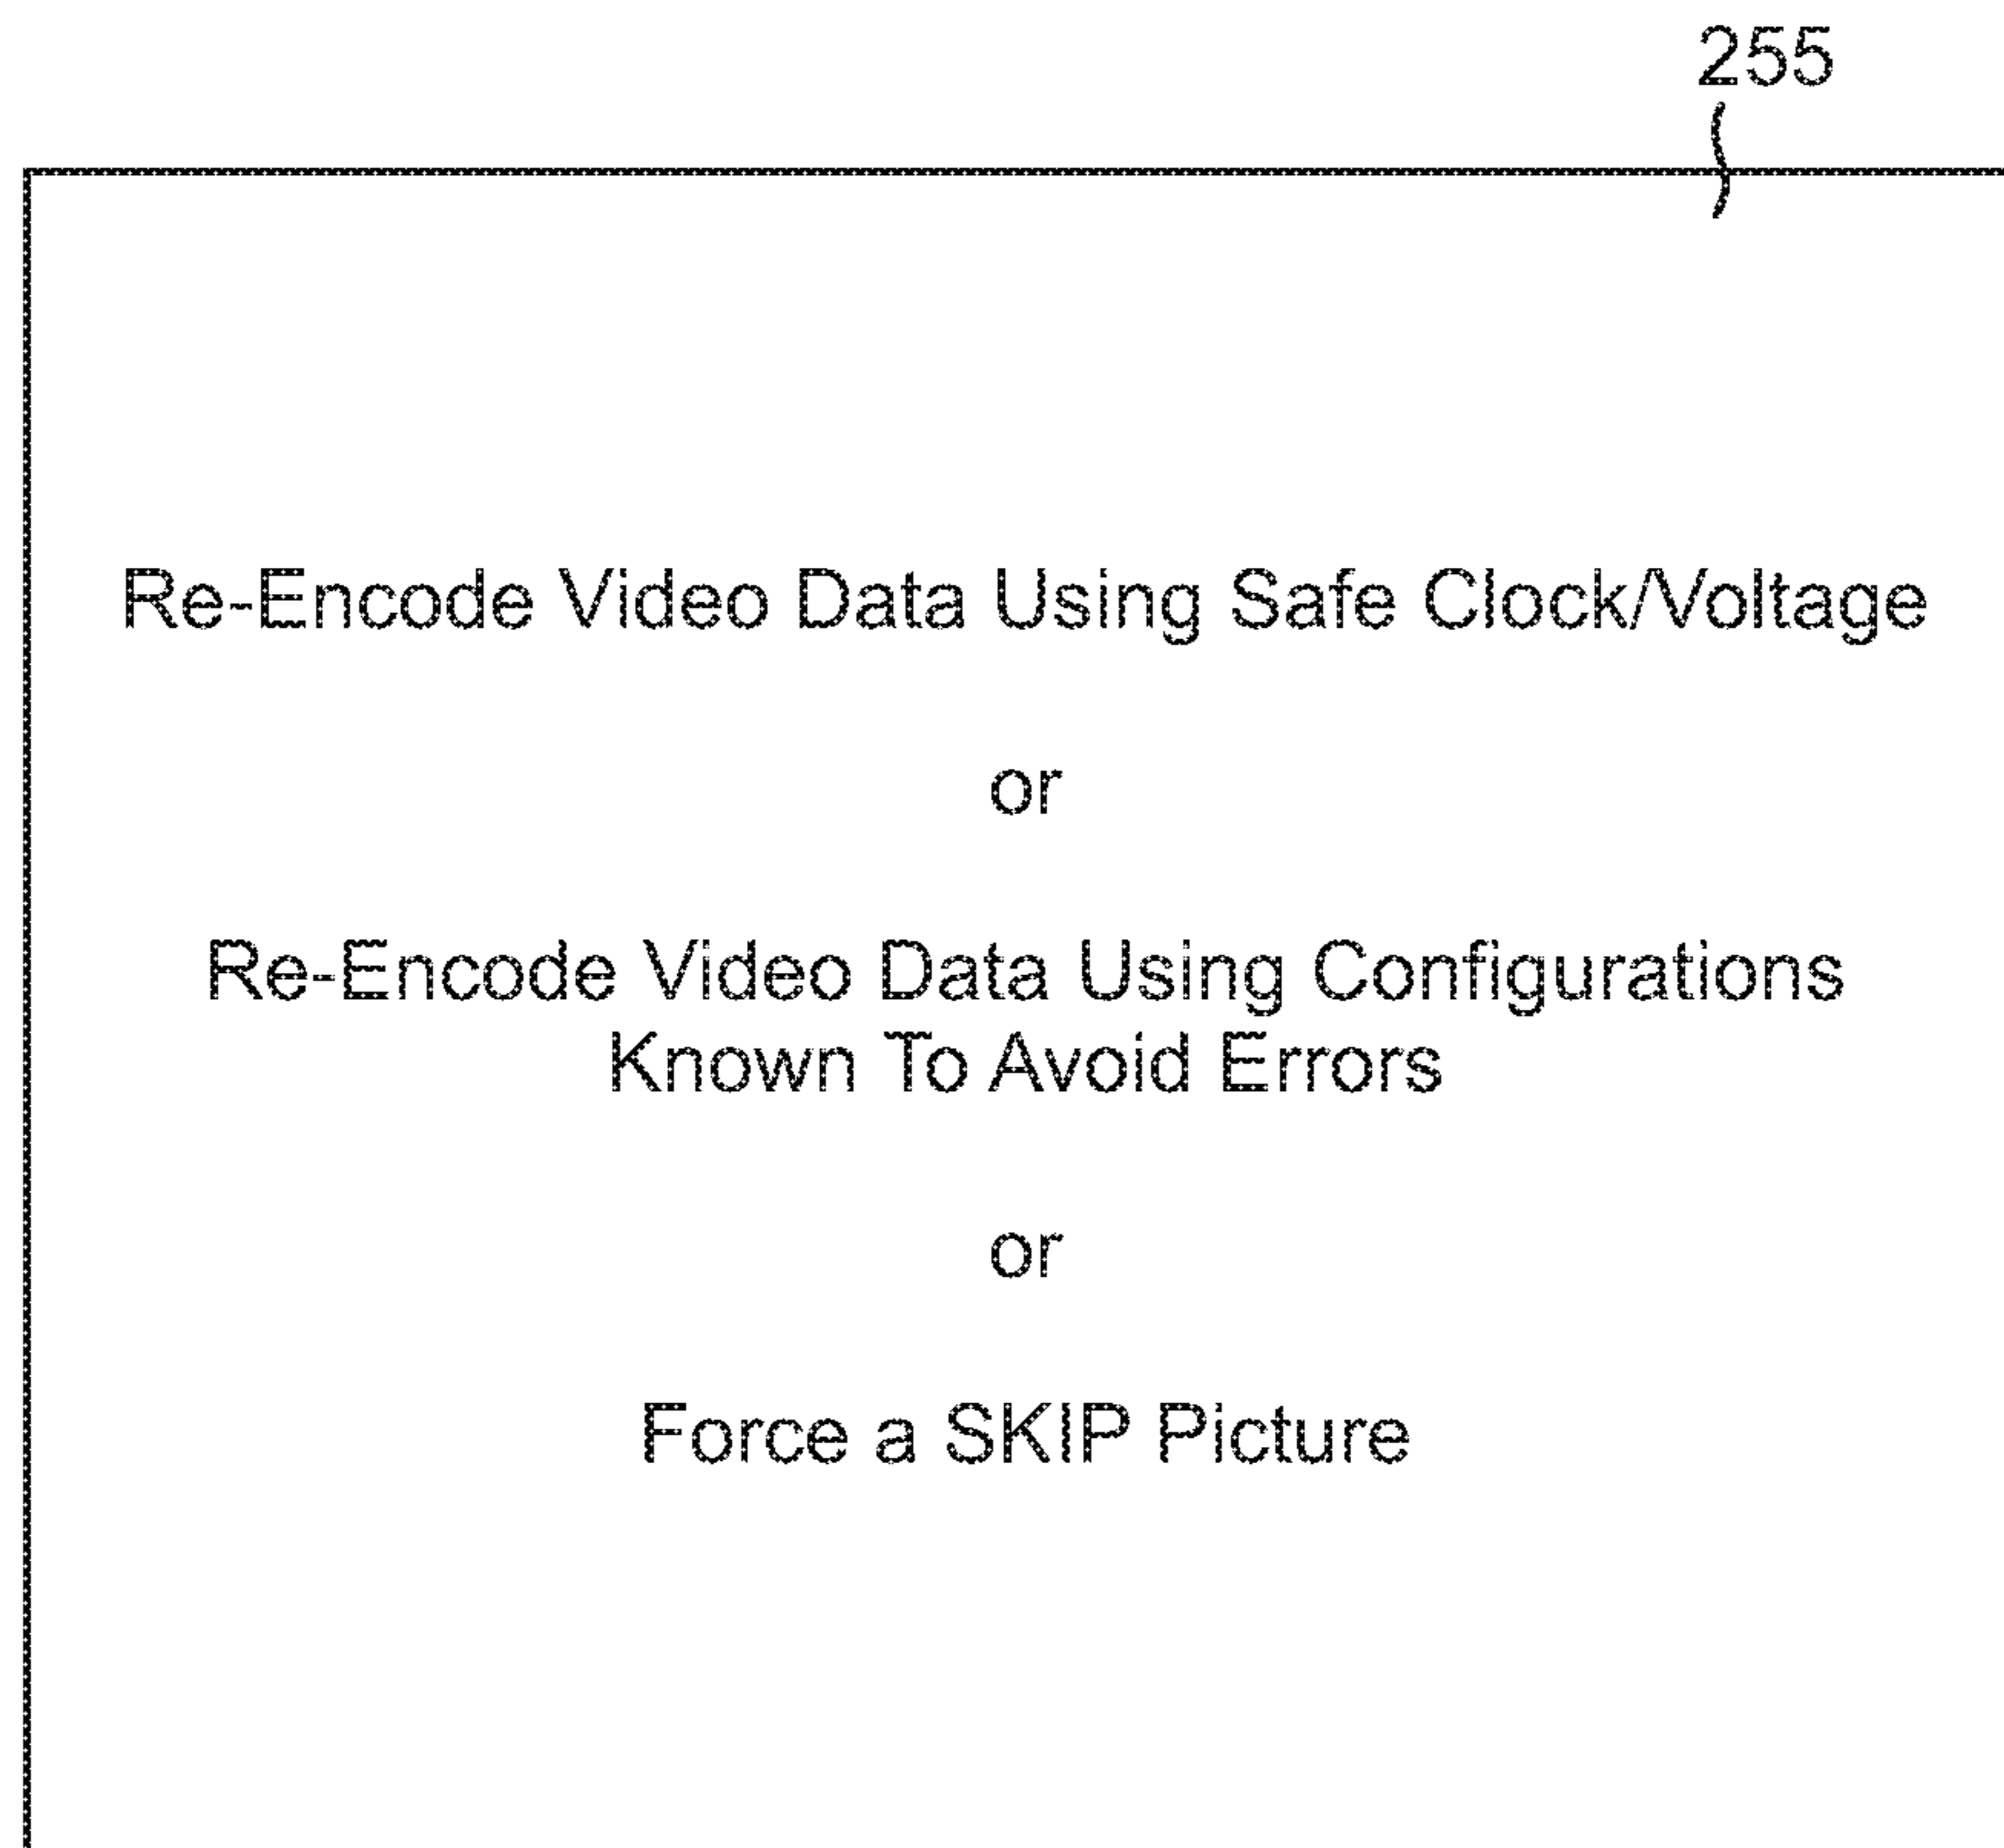 255
Re-Encode Video Data Using Safe Clock/Voltage
or
Re-Encode Video Data Using Configurations
Known To Avoid Errors
or
Force a SKIP Picture